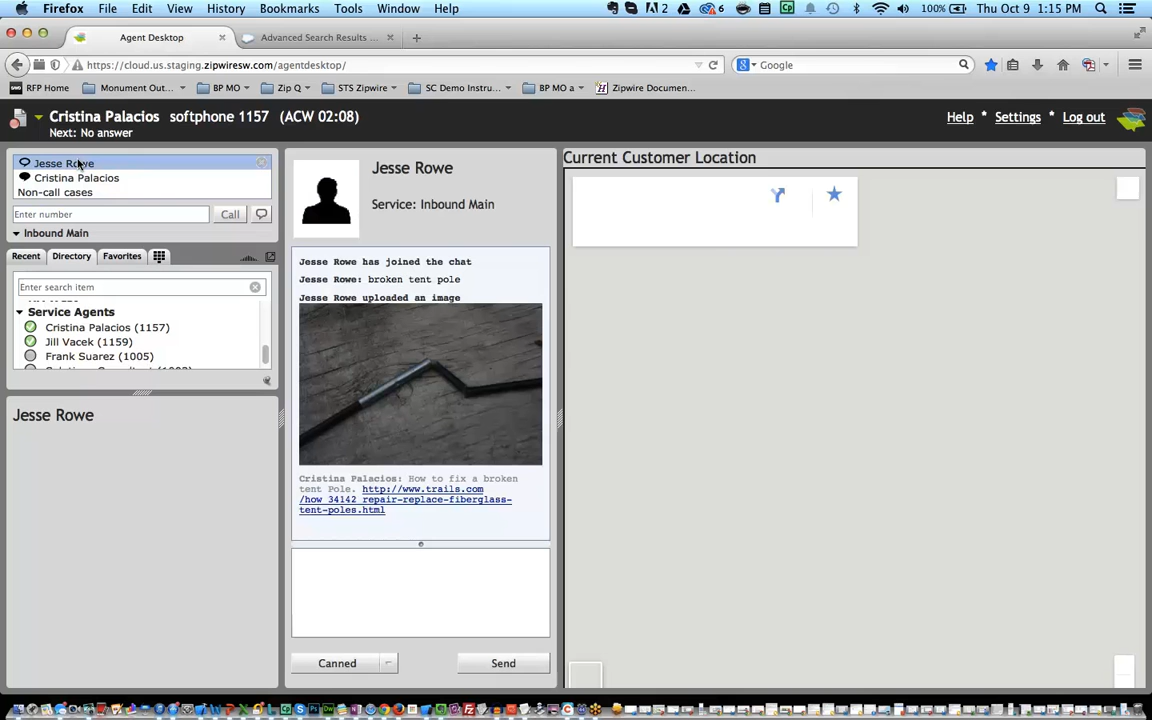 Firefox File Edit View History Bookmarks Tools Window Help 2 6 100% Thu Oct 9 1:15 PM
Agent Desktop Advanced Search Results ...
https://cloud.us.staging.zipwiresw.com/agentdesktop/ Google
RFP Home Monument Out... BP MO Zip Q STS Zipwire SC Demo Instru... BP MO a Zipwire Documen...
Cristina Palacios softphone 1157 (ACW 02:08) Help * Settings * Log out
Next: No answer
Jesse Rowe
Cristina Palacios
Non-call cases
Enter number Call
Inbound Main
Recent Directory Favorites
Enter search item
Service Agents
Cristina Palacios (1157)
Jill Vacek (1159)
Frank Suarez (1005)
Jesse Rowe
Jesse Rowe
Service: Inbound Main
Jesse Rowe has joined the chat
Jesse Rowe: broken tent pole
Jesse Rowe uploaded an image
Cristina Palacios: How to fix a broken
tent Pole. http://www.trails.com
/how_34142_repair-replace-fiberglass-
tent-poles.html
Canned Send
Current Customer Location